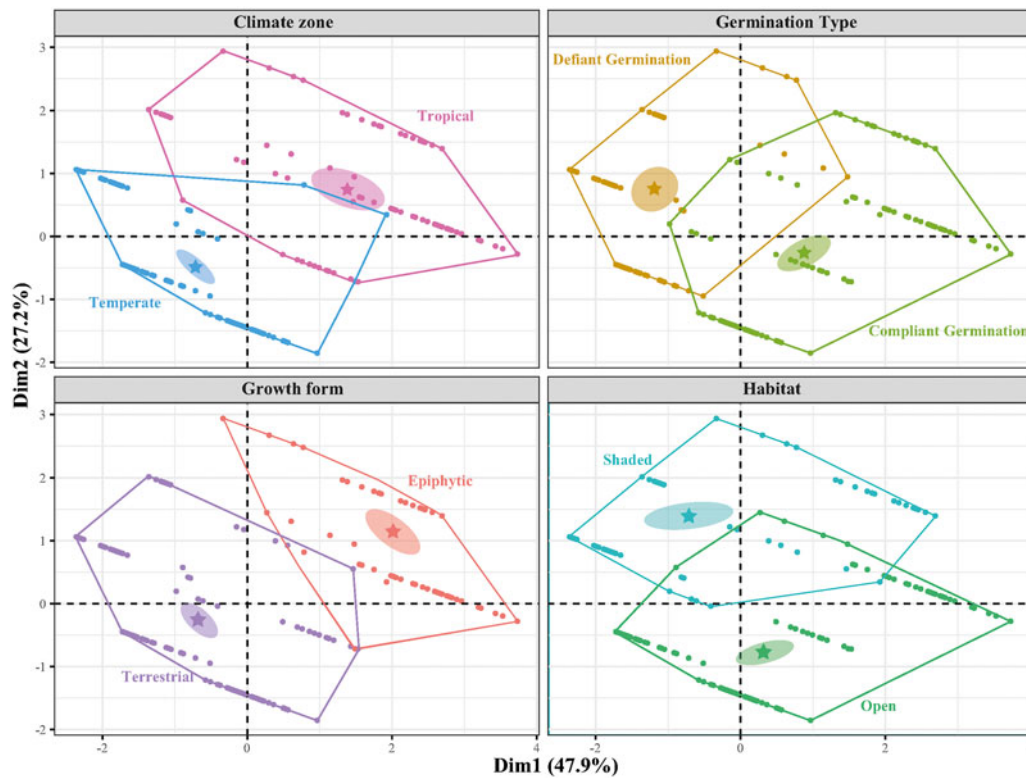 Climate zone
Germination Type
3
2
1
0
-1
-2
Tropical
Temperate
Defiant Germination
Compliant Germination
Dim2 (27.2%)
Growth form
Habitat
3
2
1
0
-1
-2
Epiphytic
Terrestrial
Shaded
Open
-2
0
2
4
-2
0
2
Dim1 (47.9%)